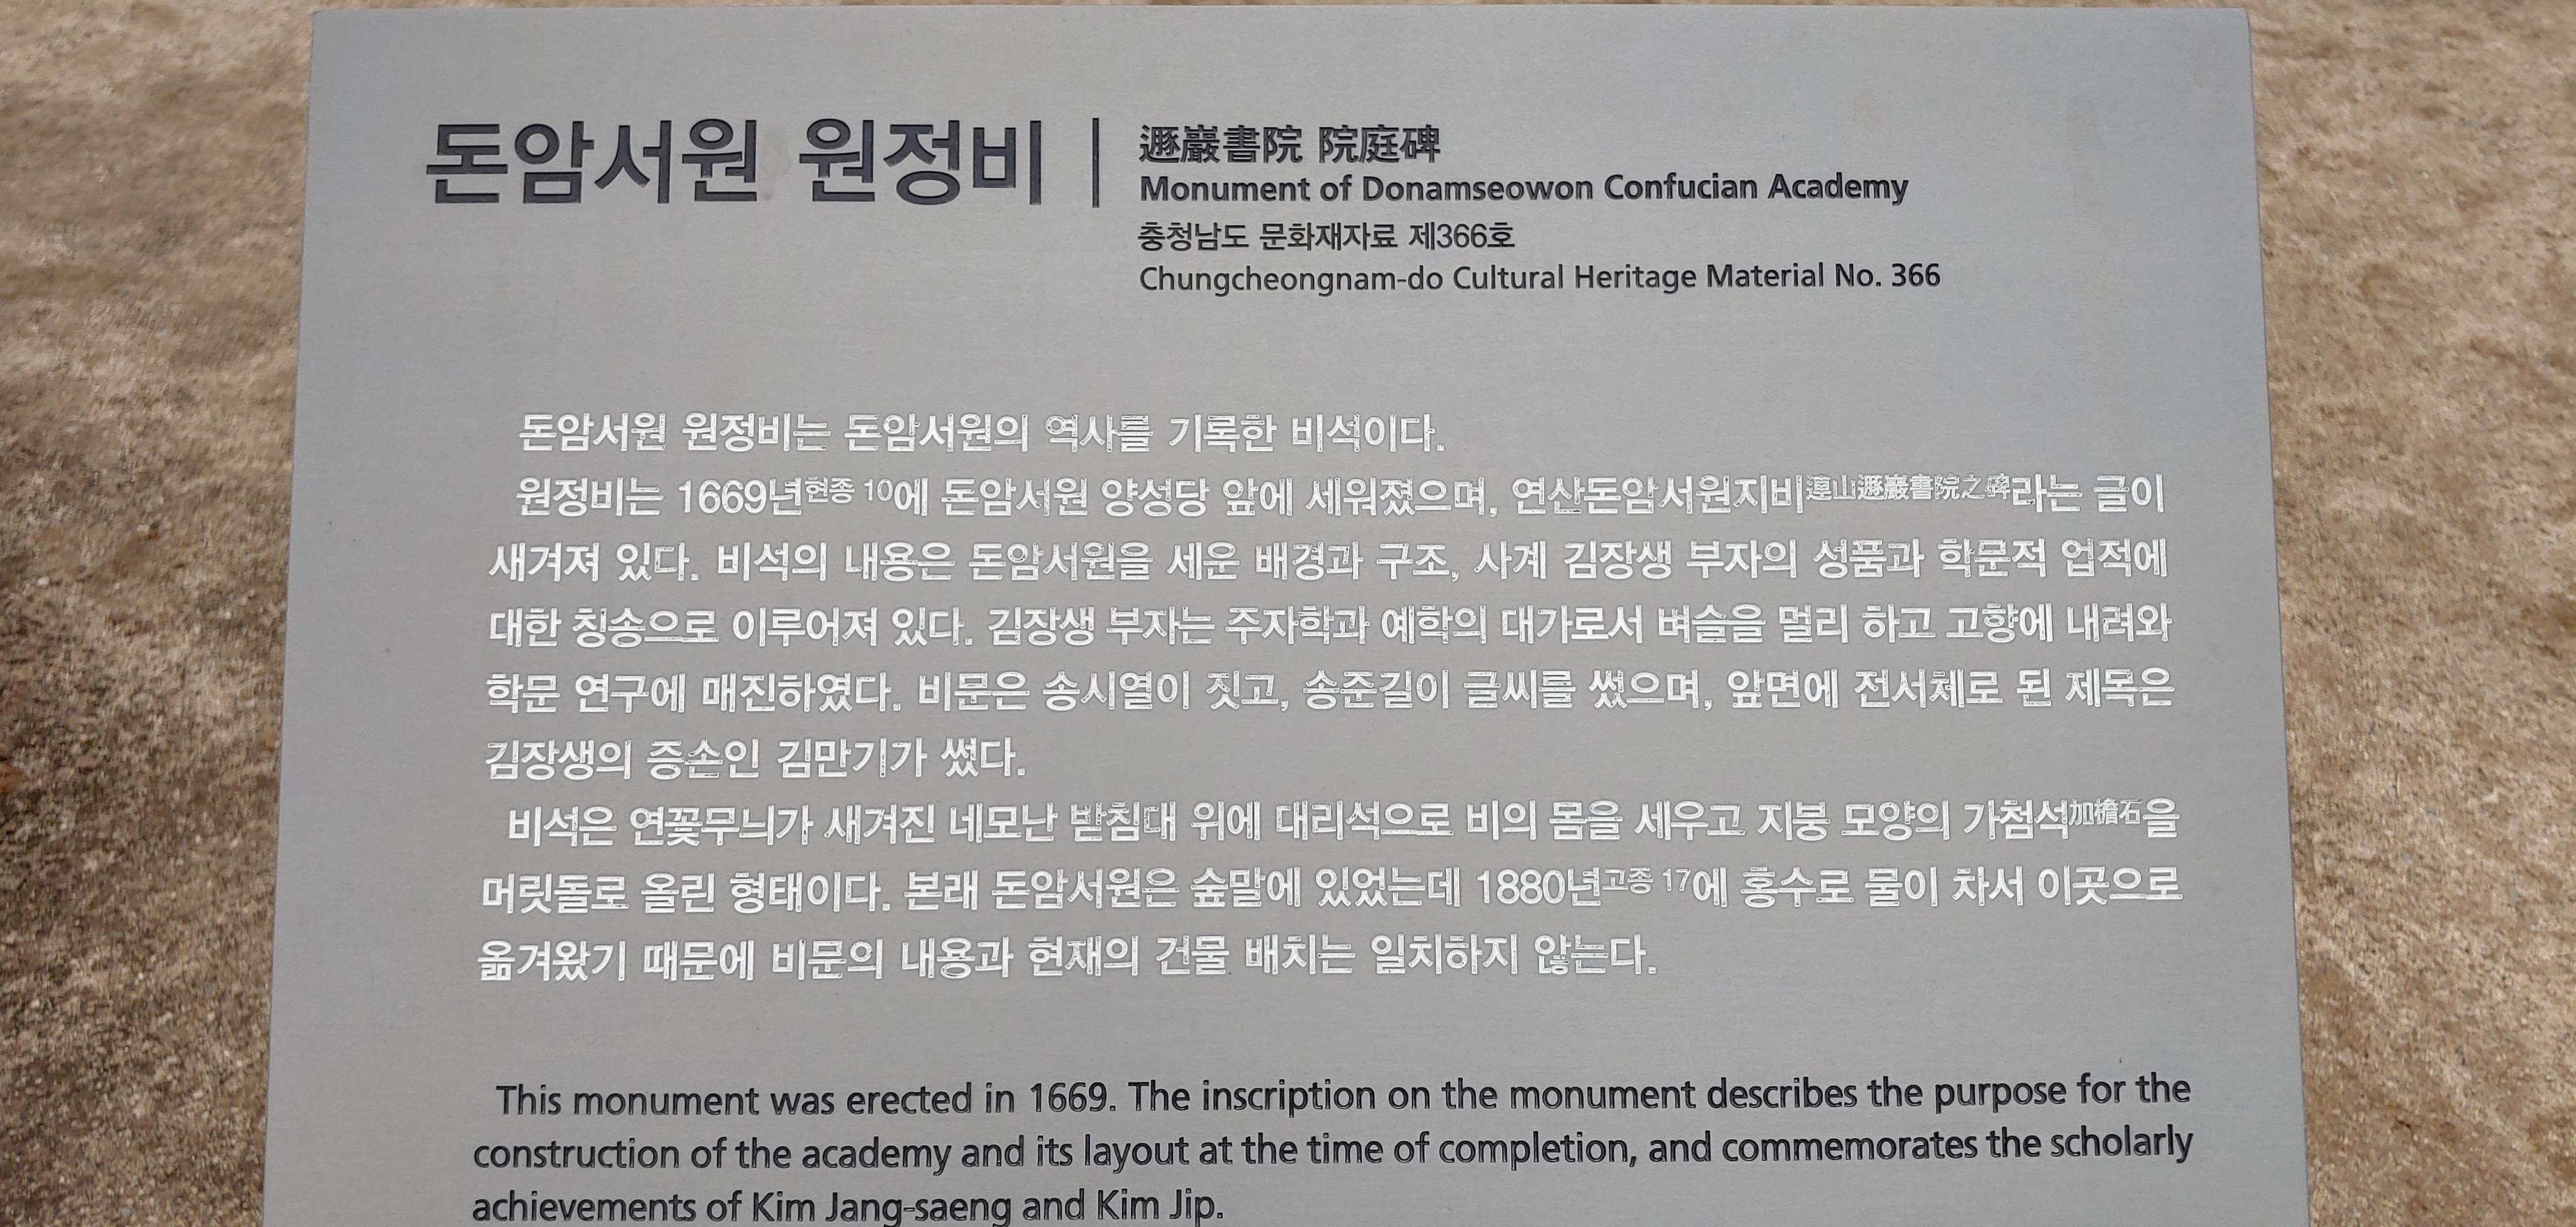 돈암서원 원정비
遯巖書院 院庭碑
Monument of Donamseowon Confucian Academy
충청남도 문화재자료 제366호
Chungcheongnam-do Cultural Heritage Material No. 366
돈암서원 원정비는 돈암서원의 역사를 기록한 비석이다.
원정비는 1669년현종 10에 돈암서원 양성당 앞에 세워졌으며, 연산돈암서원지비連山遯巖書院之碑라는 글이
새겨져 있다. 비석의 내용은 돈암서원을 세운 배경과 구조, 사계 김장생 부자의 성품과 학문적 업적에
대한 칭송으로 이루어져 있다. 김장생 부자는 주자학과 예학의 대가로서 벼슬을 멀리 하고 고향에 내려와
학문 연구에 매진하였다. 비문은 송시열이 짓고, 송준길이 글씨를 썼으며, 앞면에 전서체로 된 제목은
김장생의 증손인 김만기가 썼다.
비석은 연꽃무늬가 새겨진 네모난 받침대 위에 대리석으로 비의 몸을 세우고 지붕 모양의 가첨석加檐石을
머릿돌로 올린 형태이다. 본래 돈암서원은 숲말에 있었는데 1880년고종 17에 홍수로 물이 차서 이곳으로
옮겨왔기 때문에 비문의 내용과 현재의 건물 배치는 일치하지 않는다.
This monument was erected in 1669. The inscription on the monument describes the purpose for the
construction of the academy and its layout at the time of completion, and commemorates the scholarly
achievements of Kim Jang-saeng and Kim Jip.